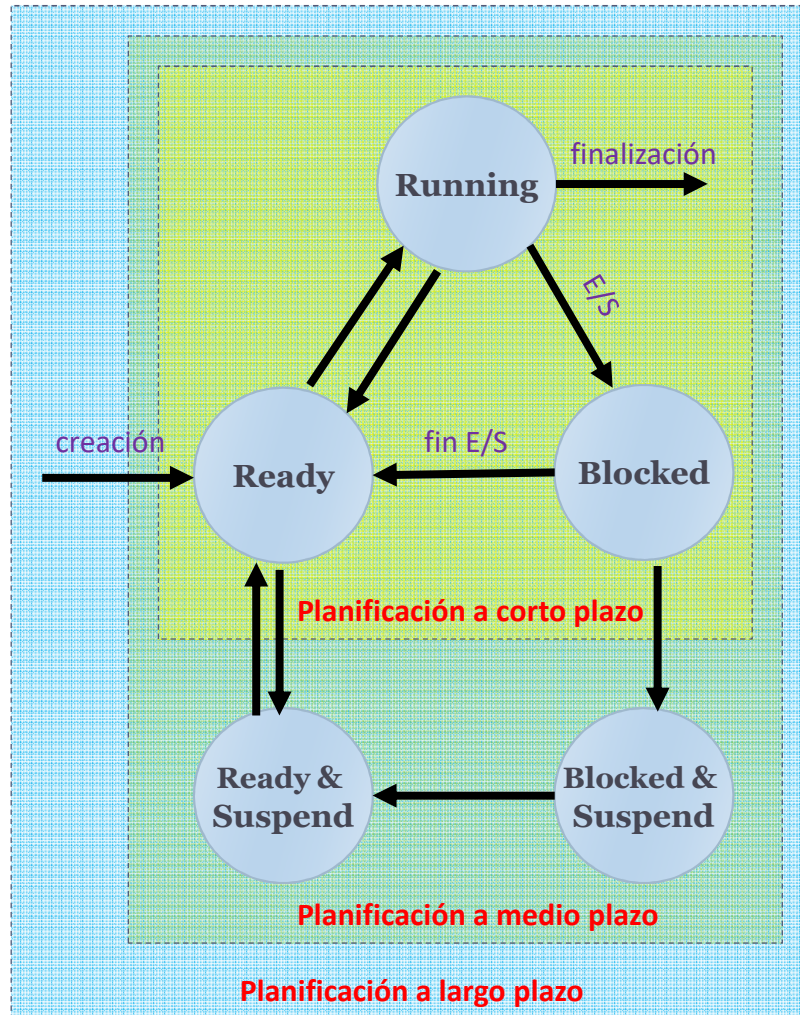 finalización
Running
E/S
creación
fin E/S
Ready
Blocked
Planificación a corto plazo
Ready &
Suspend
Blocked &
Suspend
Planificación a medio plazo
Planificación a largo plazo